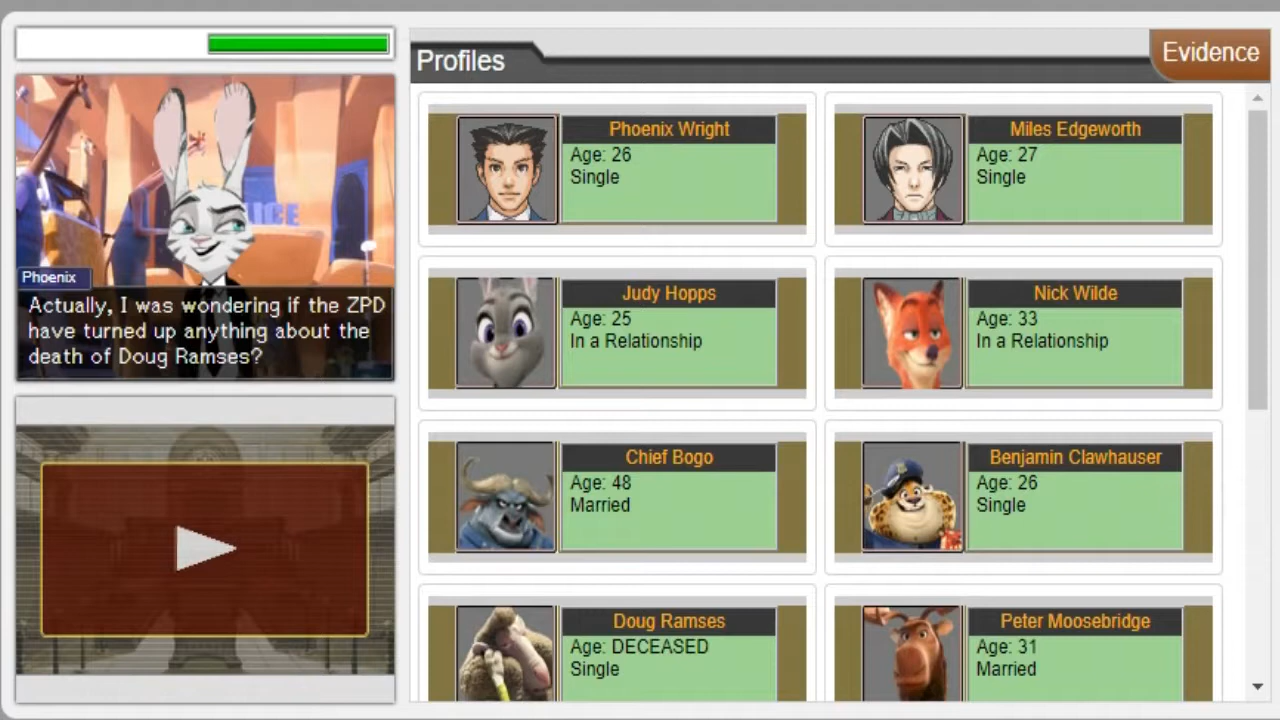 Profiles
Evidence
LICE
Phoenix
Actually, I was wondering if the ZPD
have turned up anything about the
death of Doug Ramses?
Phoenix Wright
Age: 26
Single
Miles Edgeworth
Age: 27
Single
Judy Hopps
Age: 25
In a Relationship
Nick Wilde
Age: 33
In a Relationship
Chief Bogo
Age: 48
Married
Benjamin Clawhauser
Age: 26
Single
Doug Ramses
Age: DECEASED
Single
Peter Moosebridge
Age: 31
Married